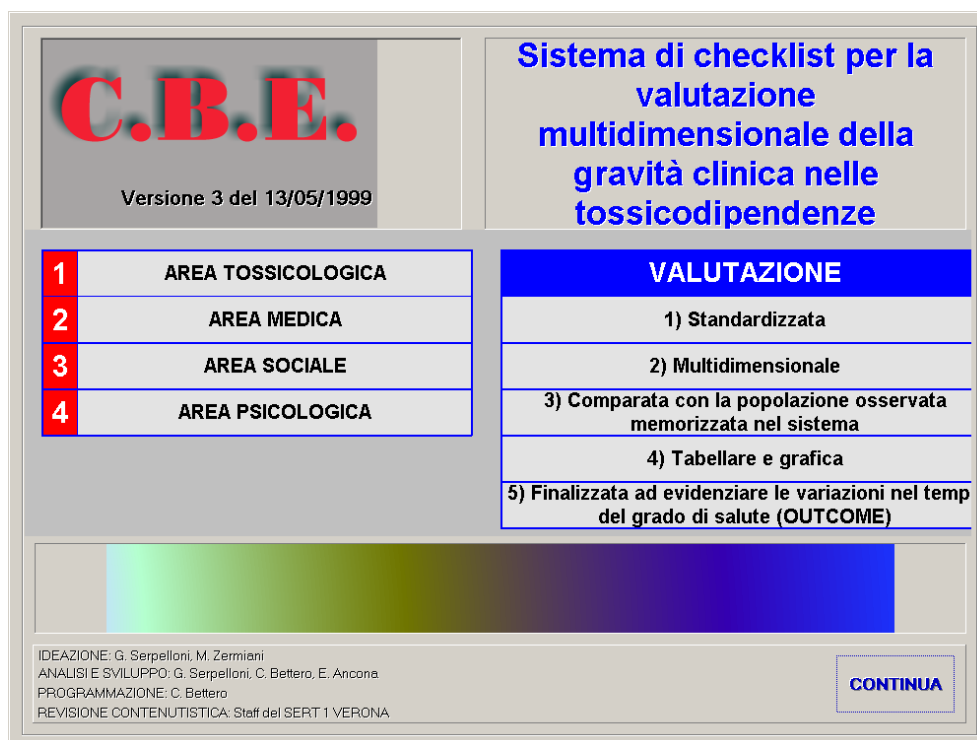 C.B.E.
Versione 3 del 13/05/1999
Sistema di checklist per la
valutazione
multidimensionale della
gravità clinica nelle
tossicodipendenze
1 AREA TOSSICOLOGICA
2 AREA MEDICA
3 AREA SOCIALE
4 AREA PSICOLOGICA
VALUTAZIONE
1) Standardizzata
2) Multidimensionale
3) Comparata con la popolazione osservata
memorizzata nel sistema
4) Tabellare e grafica
5) Finalizzata ad evidenziare le variazioni nel temp
del grado di salute (OUTCOME)
IDEAZIONE: G. Serpelloni, M. Zermiani
ANALISI E SVILUPPO: G. Serpelloni, C. Bettero, E. Ancona
PROGRAMMAZIONE: C. Bettero
REVISIONE CONTENUTISTICA: Staff del SERT 1 VERONA
CONTINUA